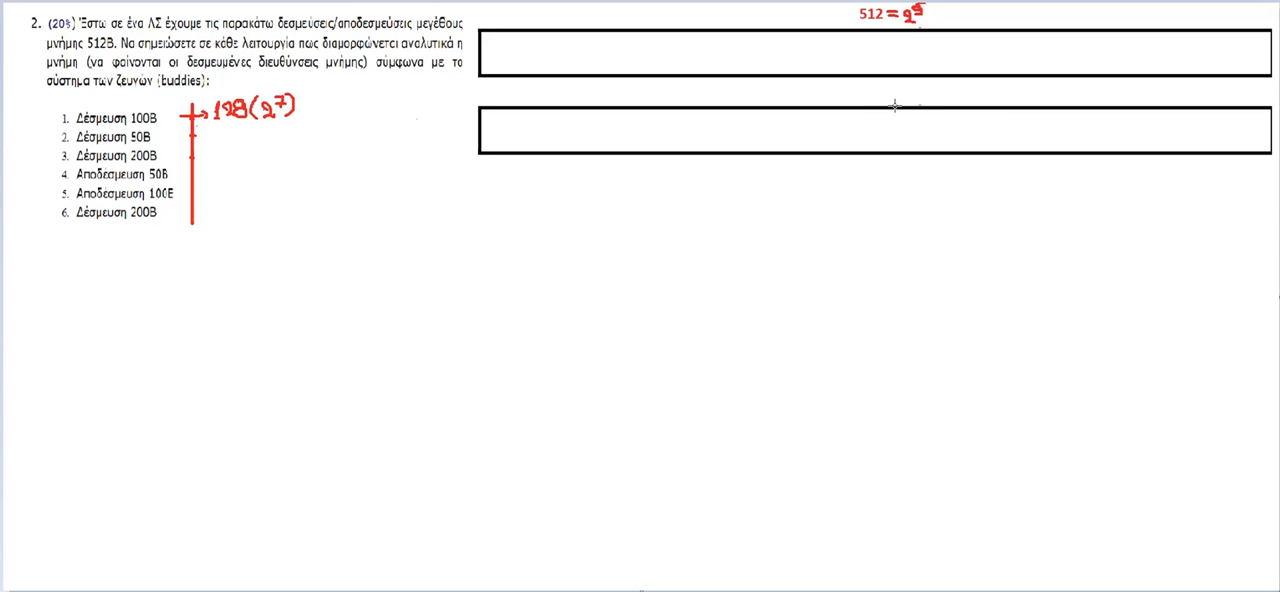 512 = 2⁹
2. (20%) Έστω σε ένα ΛΣ έχουμε τις παρακάτω δεσμεύσεις/αποδεσμεύσεις μεγέθους
μνήμης 512Β. Να σημειώσετε σε κάθε λειτουργία πως διαμορφώνεται αναλυτικά η
μνήμη (να φαίνονται οι δεσμευμένες διευθύνσεις μνήμης) σύμφωνα με το
σύστημα των ζευγών (buddies):
1. Δέσμευση 100Β → 128(2⁷)
2. Δέσμευση 50Β
3. Δέσμευση 200Β
4. Αποδέσμευση 50Β
5. Αποδέσμευση 100Β
6. Δέσμευση 200Β